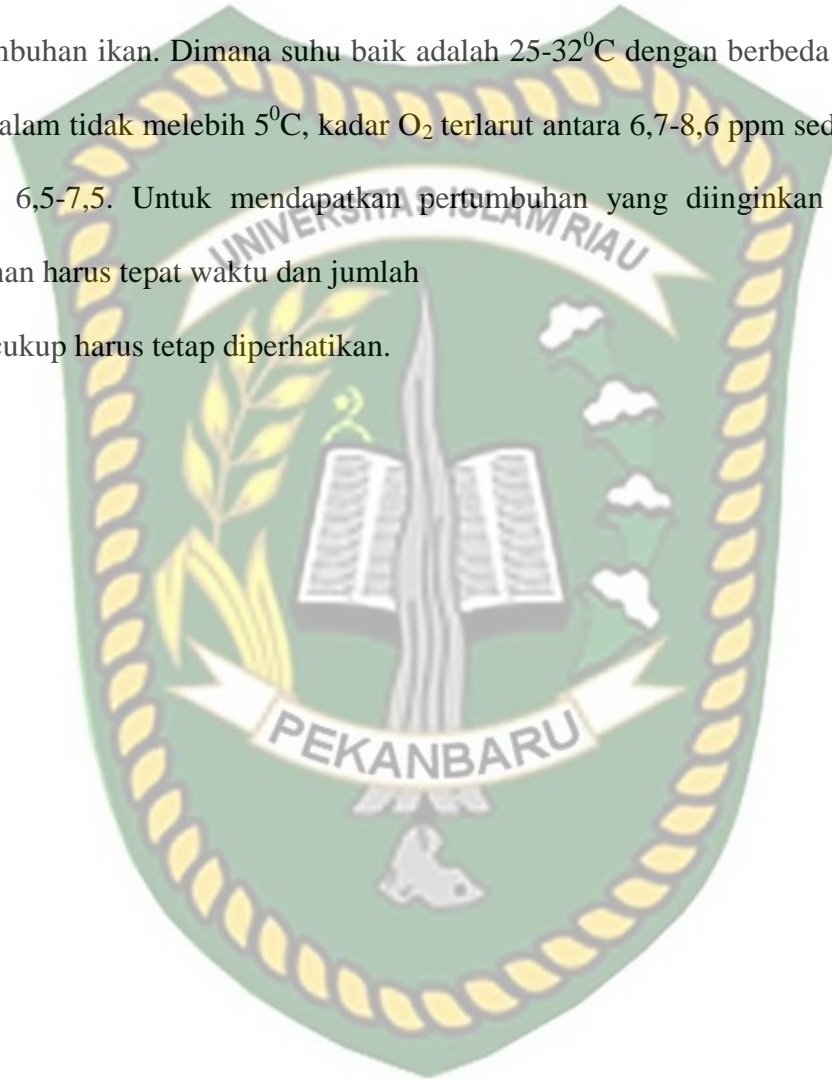 mbuhan ikan. Dimana suhu baik adalah 25-32⁰C dengan berbeda
alam tidak melebih 5⁰C, kadar O₂ terlarut antara 6,7-8,6 ppm sed
6,5-7,5. Untuk mendapatkan pertumbuhan yang diinginkan
UNIVERSITAS ISLAM RIAU
nan harus tepat waktu dan jumlah
cukup harus tetap diperhatikan.
PEKANBARU